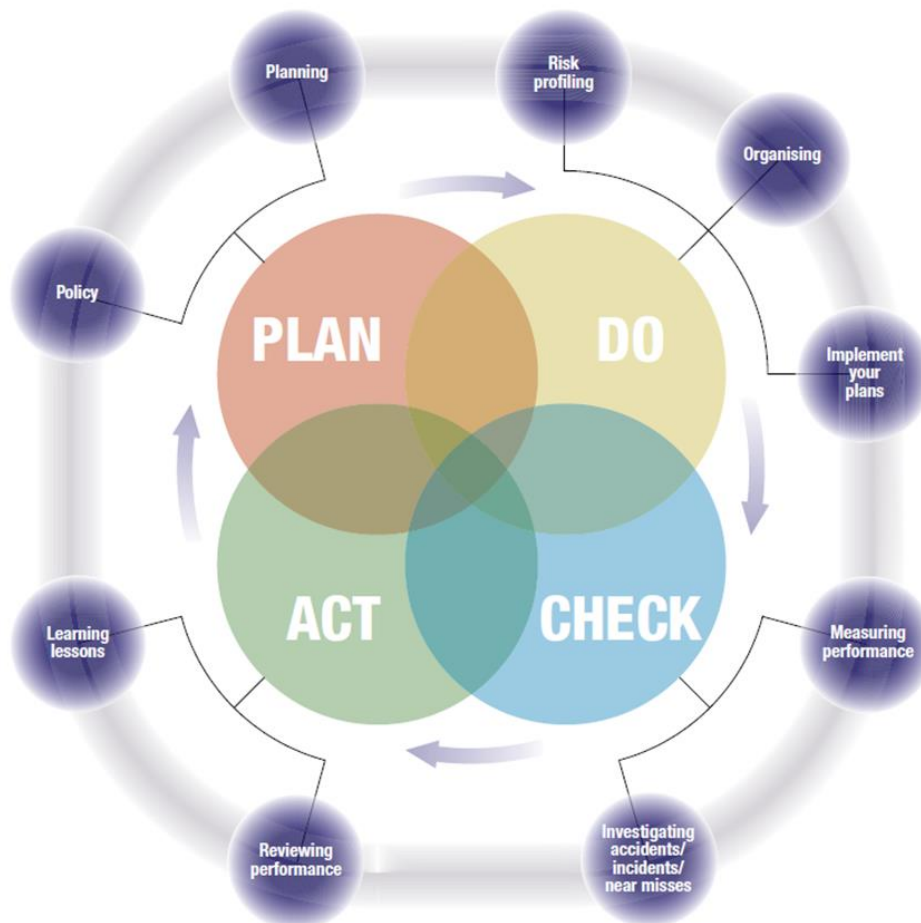 Planning
Risk
profiling
Organising
Policy
PLAN
DO
Implement
your
plans
Learning
lessons
ACT
CHECK
Measuring
performance
Reviewing
performance
Investigating
accidents/
incidents/
near misses